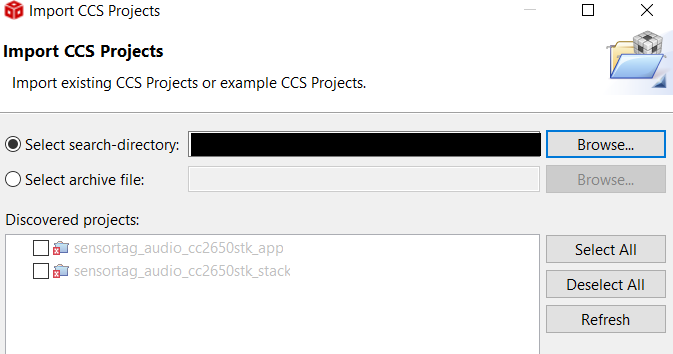 Import CCS Projects
Import CCS Projects
Import existing CCS Projects or example CCS Projects.
Select search-directory:
Browse...
Select archive file:
Browse...
Discovered projects:
sensortag_audio_cc2650stk_app
sensortag_audio_cc2650stk_stack
Select All
Deselect All
Refresh